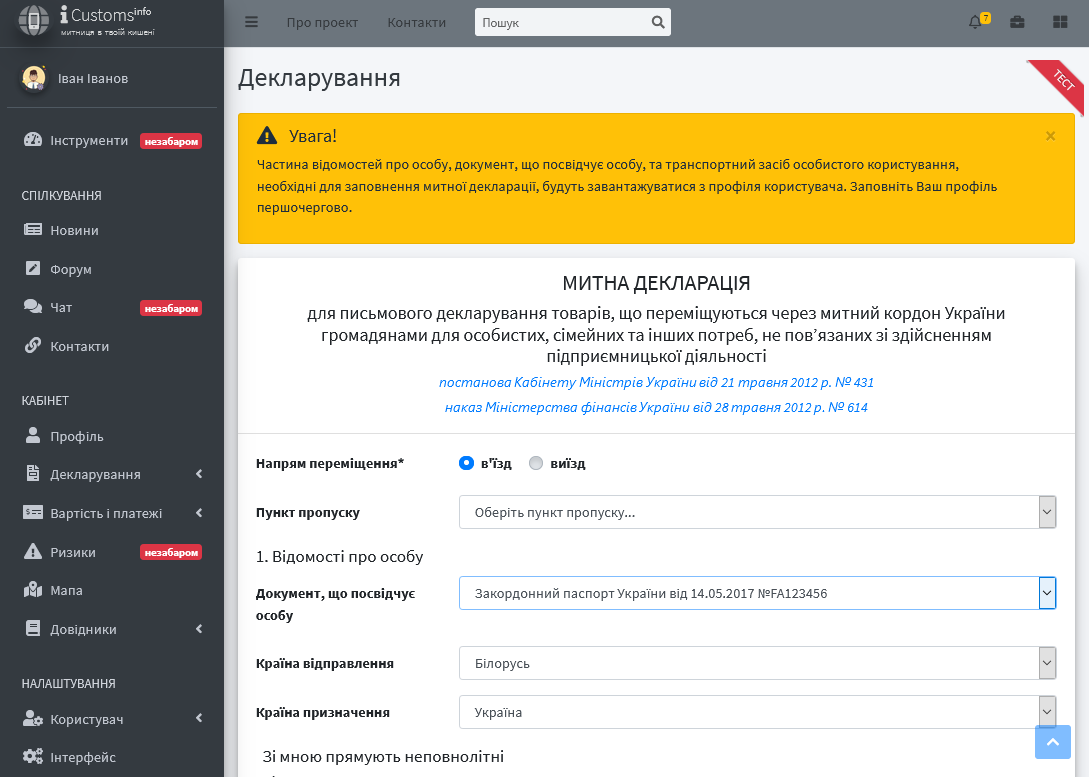 iCustoms info
митниця в твоїй кишені
Про проект
Контакти
Пошук
7
Іван Іванов
Інструменти незабаром
СПІЛКУВАННЯ
Новини
Форум
Чат незабаром
Контакти
КАБІНЕТ
Профіль
Декларування
Вартість і платежі
Ризики незабаром
Мапа
Довідники
НАЛАШТУВАННЯ
Користувач
Інтерфейс
Декларування
ТЕСТ
Увага!
×
Частина відомостей про особу, документ, що посвідчує особу, та транспортний засіб особистого користування,
необхідні для заповнення митної декларації, будуть завантажуватися з профіля користувача. Заповніть Ваш профіль
першочергово.
МИТНА ДЕКЛАРАЦІЯ
для письмового декларування товарів, що переміщуються через митний кордон України
громадянами для особистих, сімейних та інших потреб, не пов’язаних зі здійсненням
підприємницької діяльності
постанова Кабінету Міністрів України від 21 травня 2012 р. № 431
наказ Міністерства фінансів України від 28 травня 2012 р. № 614
Напрям переміщення* в'їзд виїзд
Пункт пропуску Оберіть пункт пропуску...
1. Відомості про особу
Документ, що посвідчує
особу
Закордонний паспорт України від 14.05.2017 №FA123456
Країна відправлення Білорусь
Країна призначення Україна
Зі мною прямують неповнолітні